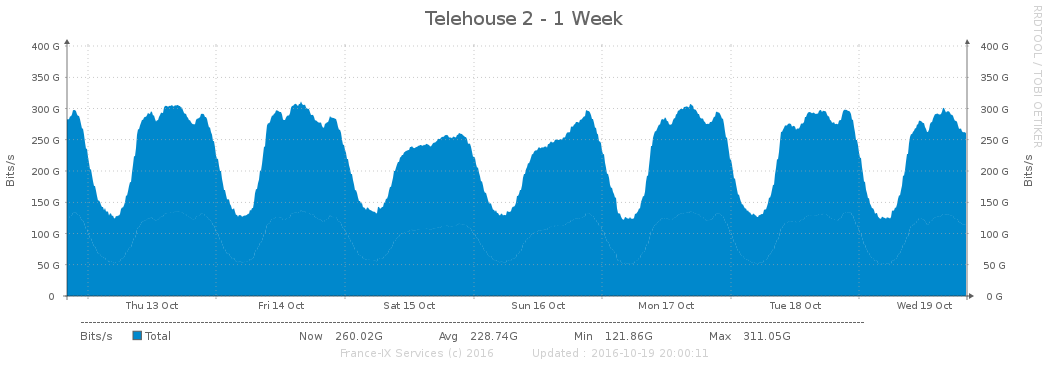 Telehouse 2 - 1 Week
RRDTOOL / TOBI OETIKER
400 G 400 G
350 G 350 G
300 G 300 G
250 G 250 G
200 G 200 G
150 G 150 G
100 G 100 G
50 G 50 G
0 0 G
Bits/s Bits/s
Thu 13 Oct Fri 14 Oct Sat 15 Oct Sun 16 Oct Mon 17 Oct Tue 18 Oct Wed 19 Oct
Bits/s Total Now 260.02G Avg 228.74G Min 121.86G Max 311.05G
France-IX Services (c) 2016 Updated : 2016-10-19 20:00:11